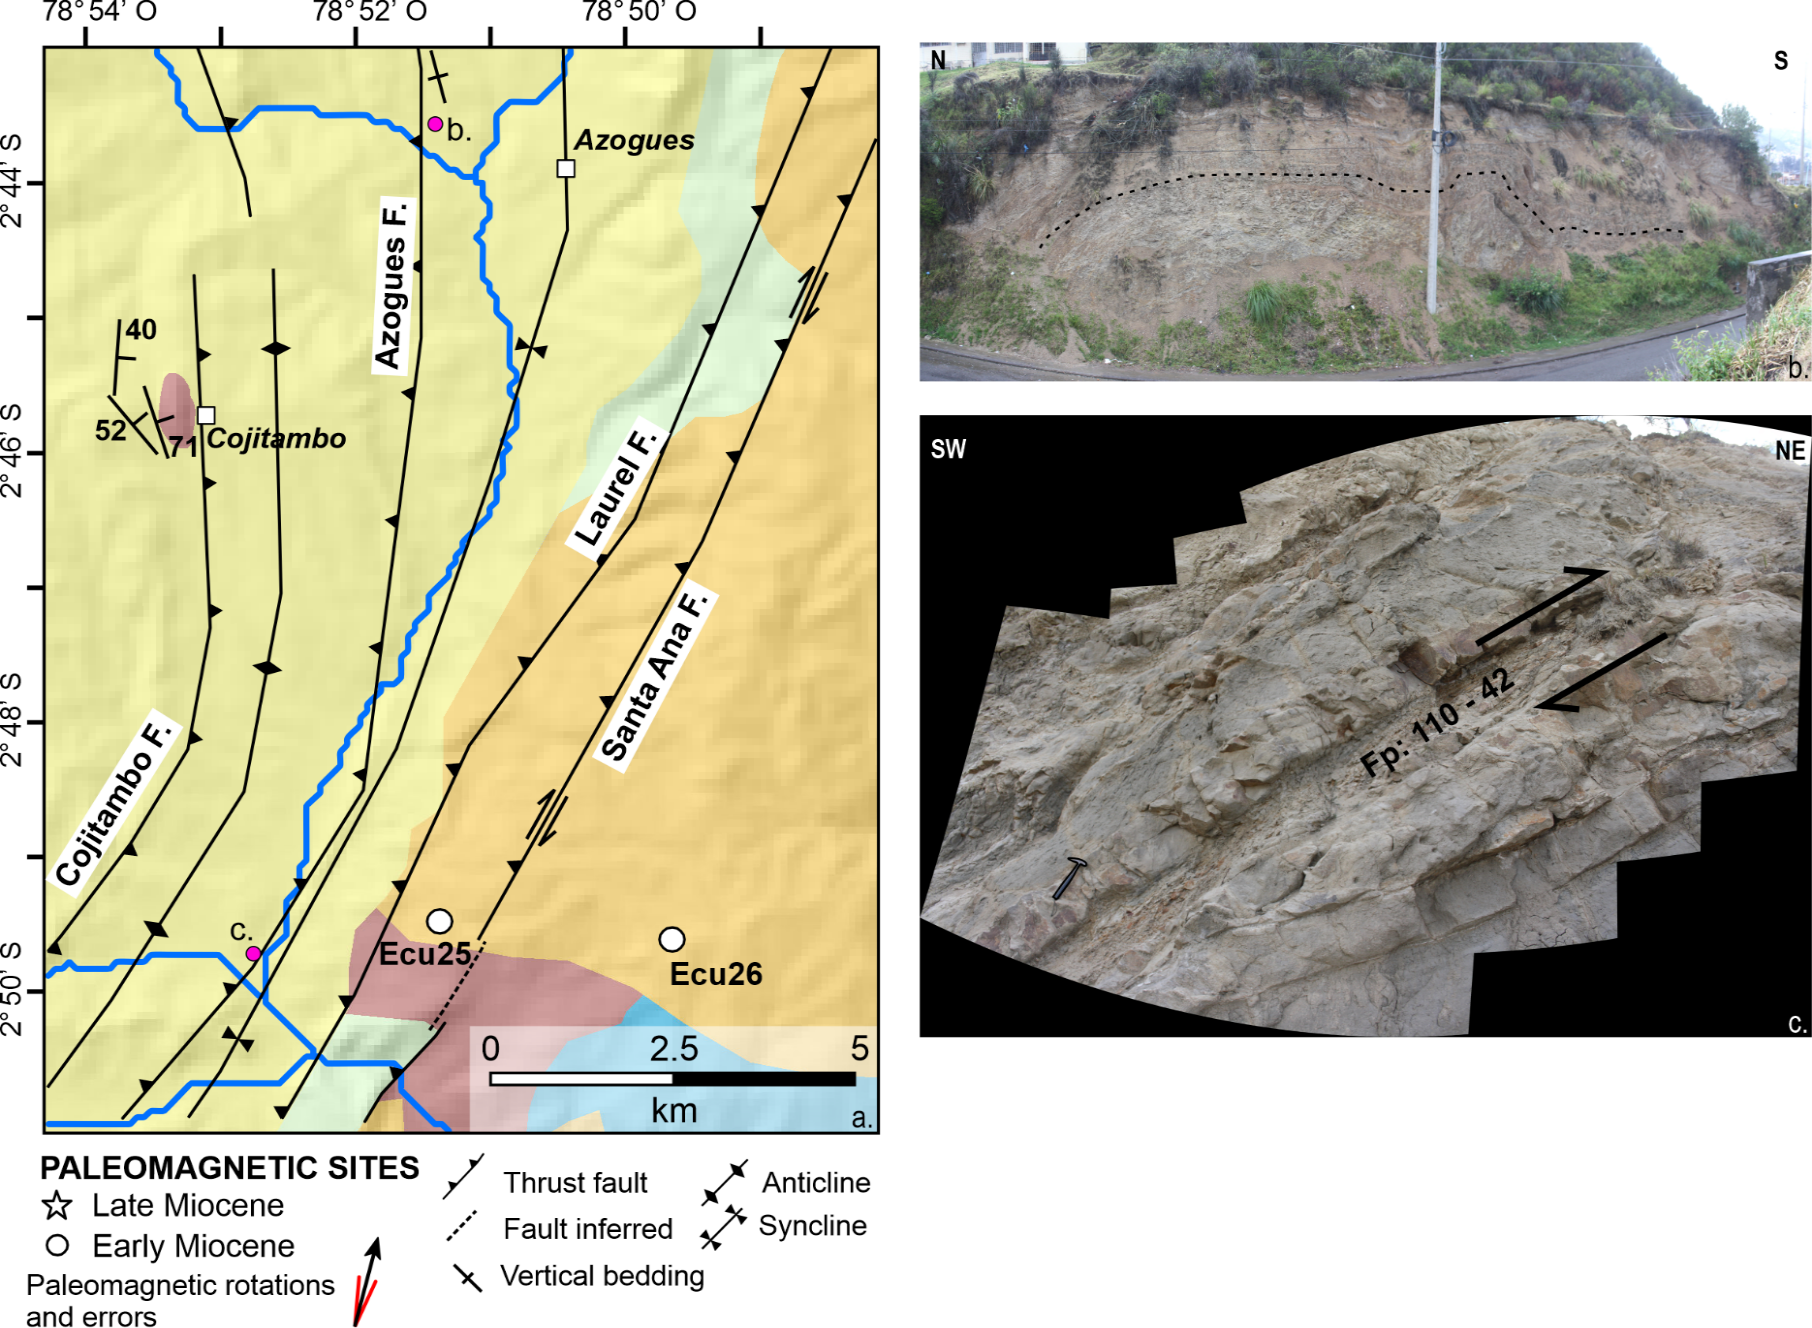 78°54' O
78°52' O
78°50' O
2°44' S
2°46' S
2°48' S
2°50' S
b.
Azogues
Azogues F.
40
52
71
Cojitambo
Laurel F.
Santa Ana F.
Cojitambo F.
c.
Ecu25
Ecu26
0 2.5 5
km
a.
N
S
b.
SW
NE
Fp: 110 - 42
c.
PALEOMAGNETIC SITES
Late Miocene
Early Miocene
Paleomagnetic rotations
and errors
Thrust fault
Fault inferred
Vertical bedding
Anticline
Syncline